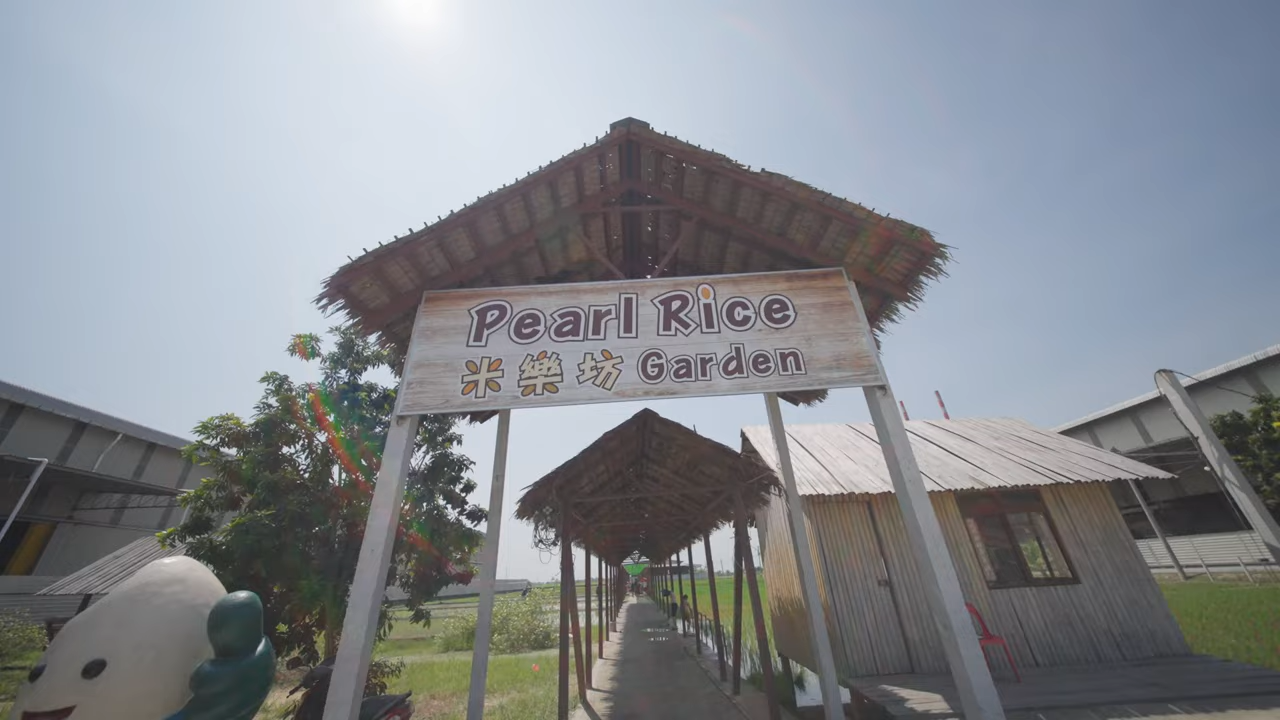 Pearl Rice
米樂坊 Garden